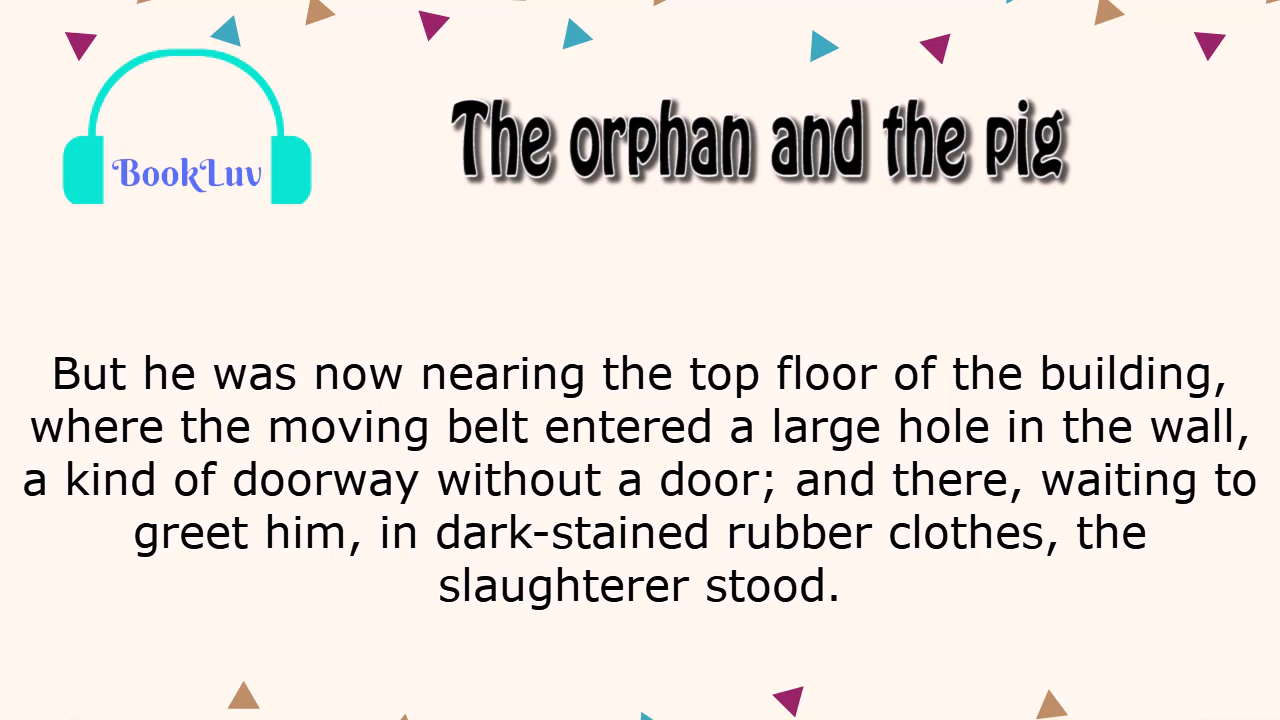 BookLuv
The orphan and the pig
But he was now nearing the top floor of the building,
where the moving belt entered a large hole in the wall,
a kind of doorway without a door; and there, waiting to
greet him, in dark-stained rubber clothes, the
slaughterer stood.